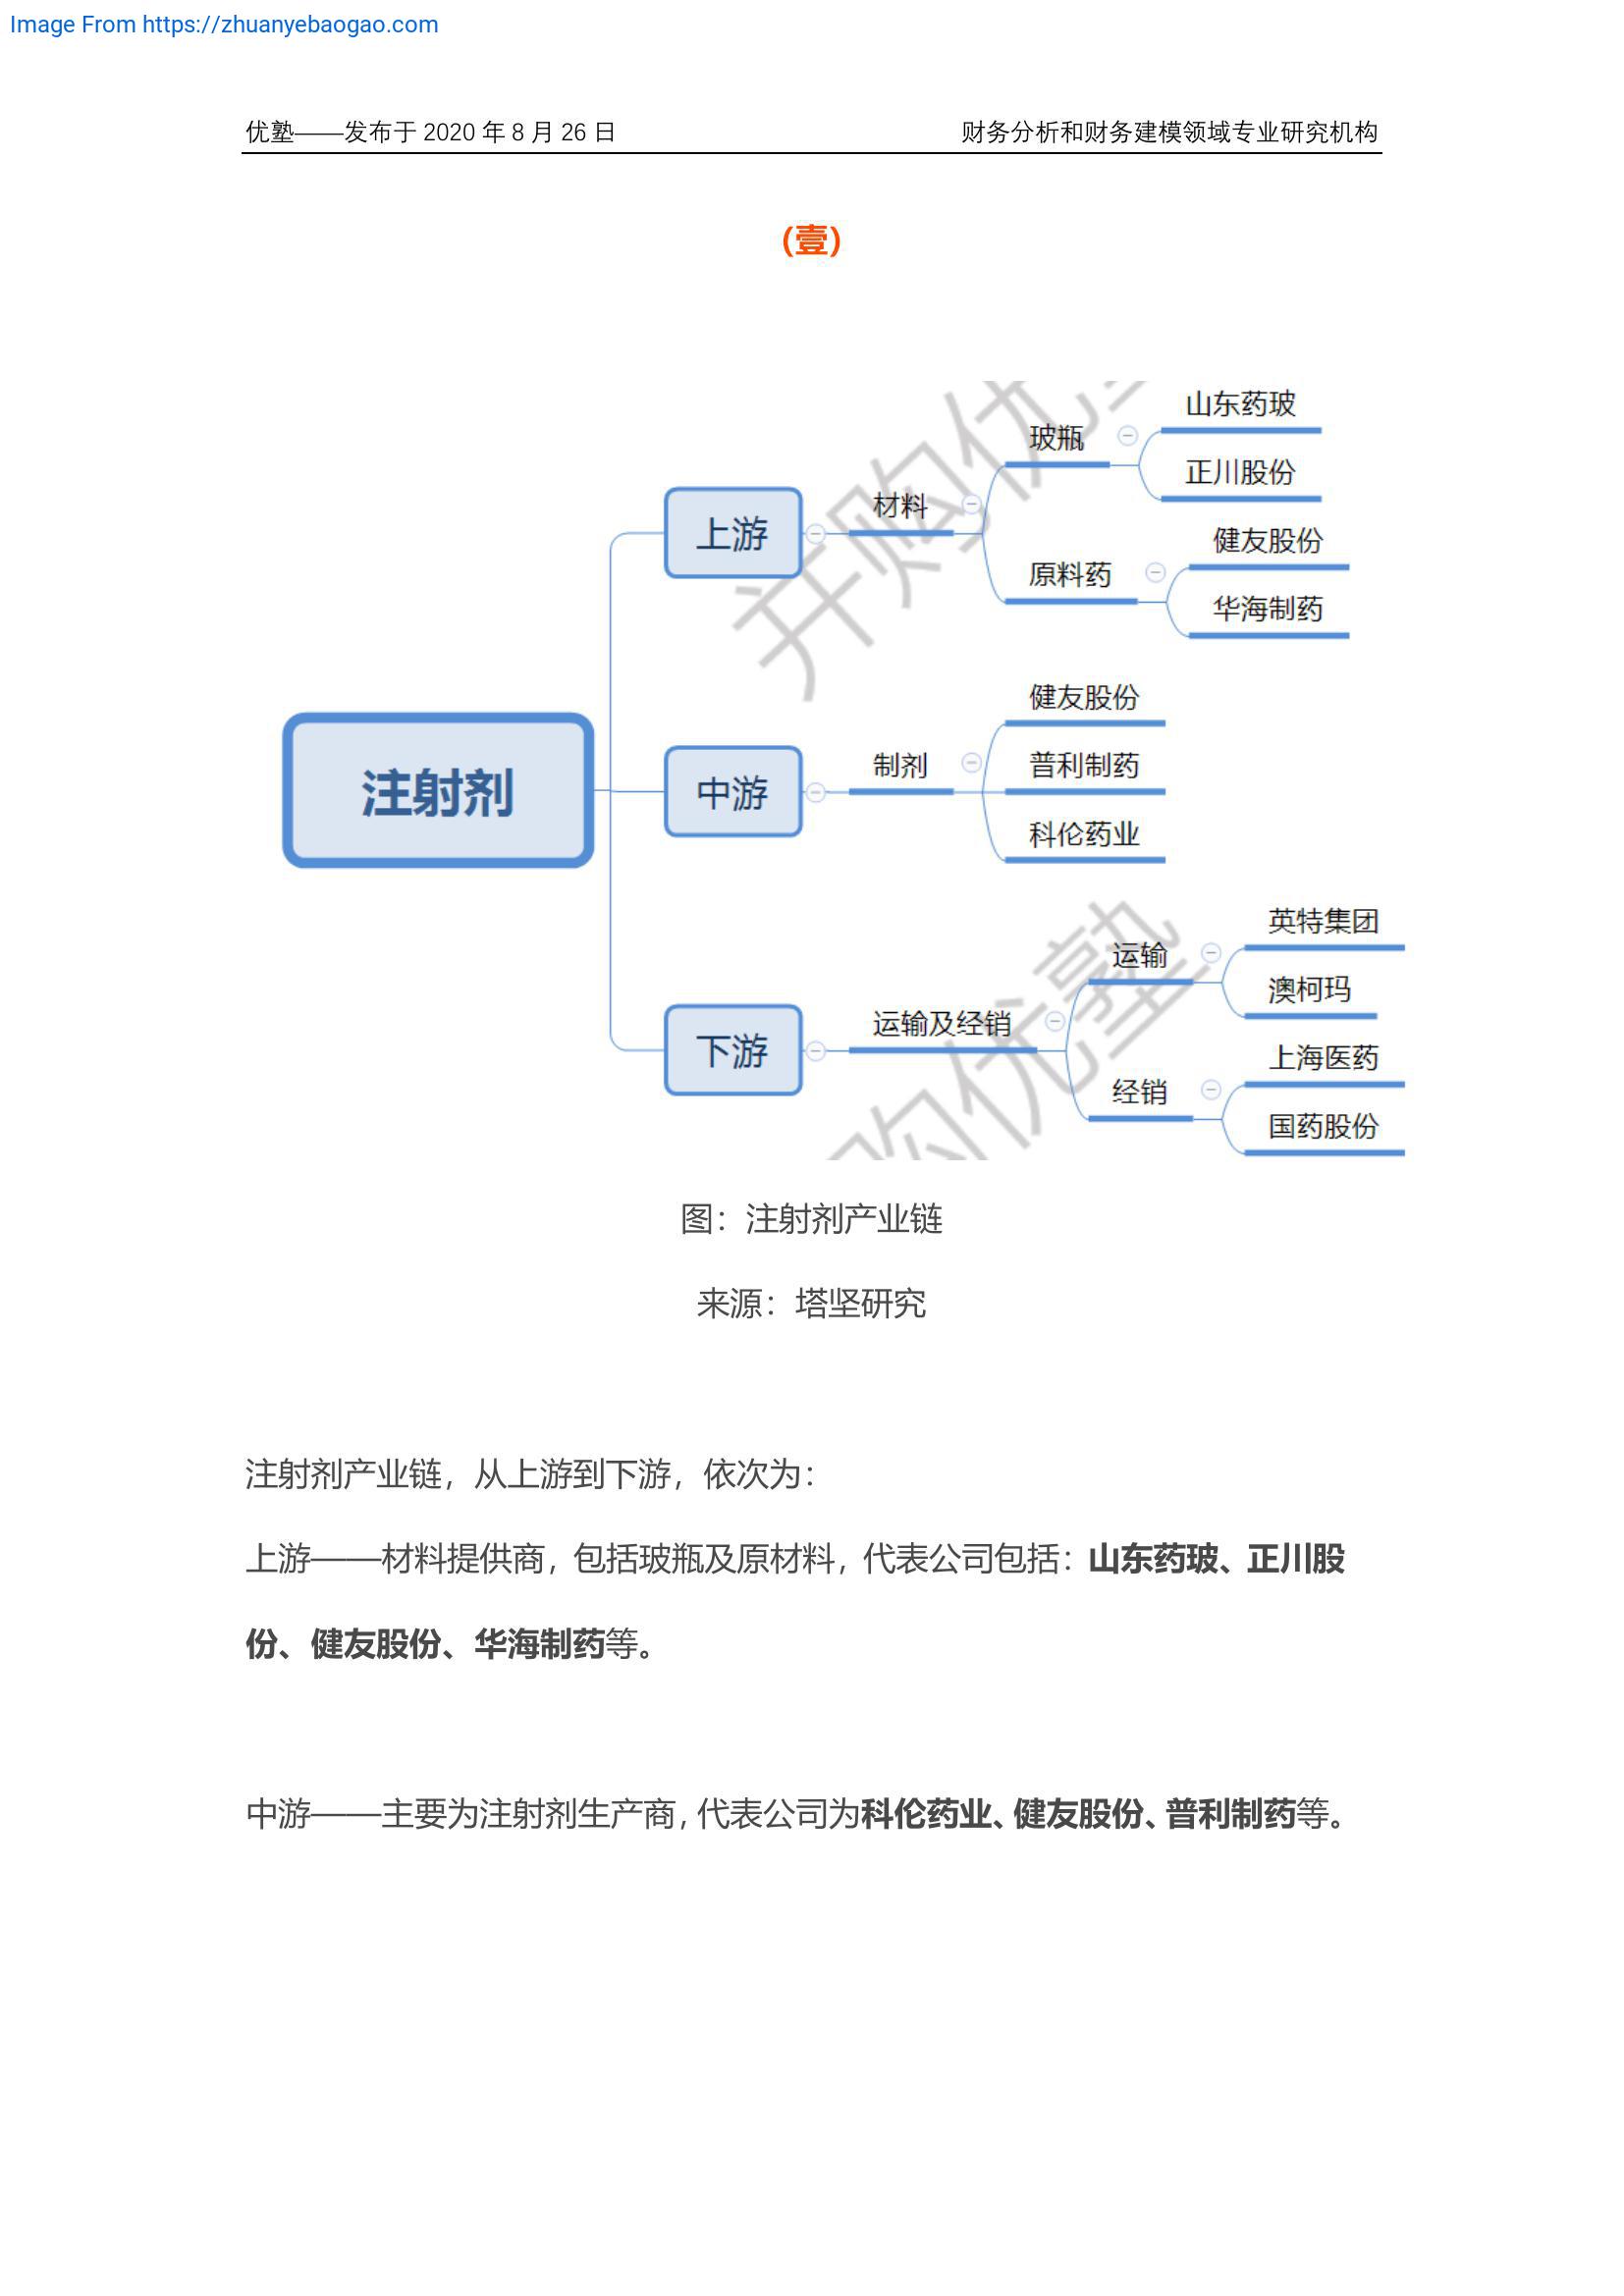 Image From https://zhuanyebaogao.com
优塾——发布于 2020 年 8 月 26 日
财务分析和财务建模领域专业研究机构
(壹)
注射剂
上游
材料
玻瓶
山东药玻
正川股份
原料药
健友股份
华海制药
中游
制剂
健友股份
普利制药
科伦药业
下游
运输及经销
运输
英特集团
澳柯玛
经销
上海医药
国药股份
并购优塾
购优塾
图：注射剂产业链
来源：塔坚研究
注射剂产业链，从上游到下游，依次为：
上游——材料提供商，包括玻瓶及原材料，代表公司包括：山东药玻、正川股
份、健友股份、华海制药等。
中游——主要为注射剂生产商，代表公司为科伦药业、健友股份、普利制药等。